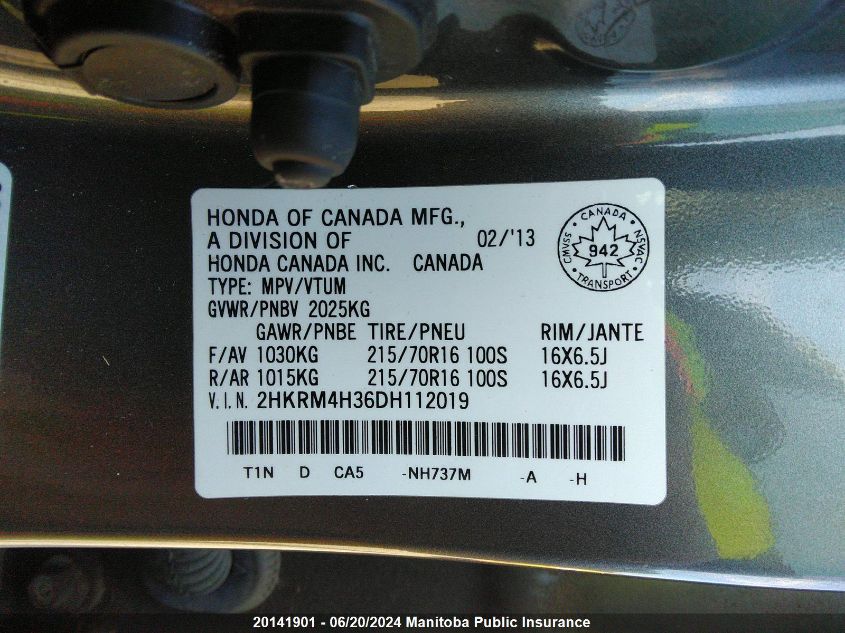 HONDA OF CANADA MFG.,
A DIVISION OF 02/'13
HONDA CANADA INC. CANADA
TYPE: MPV/VTUM
GVWR/PNBV 2025KG
GAWR/PNBE TIRE/PNEU RIM/JANTE
F/AV 1030KG 215/70R16 100S 16X6.5J
R/AR 1015KG 215/70R16 100S 16X6.5J
V.I.N. 2HKRM4H36DH112019
T1N D CA5 -NH737M -A -H
CANADA
CMVSS 942 NSVAC
TRANSPORT
20141901 - 06/20/2024 Manitoba Public Insurance